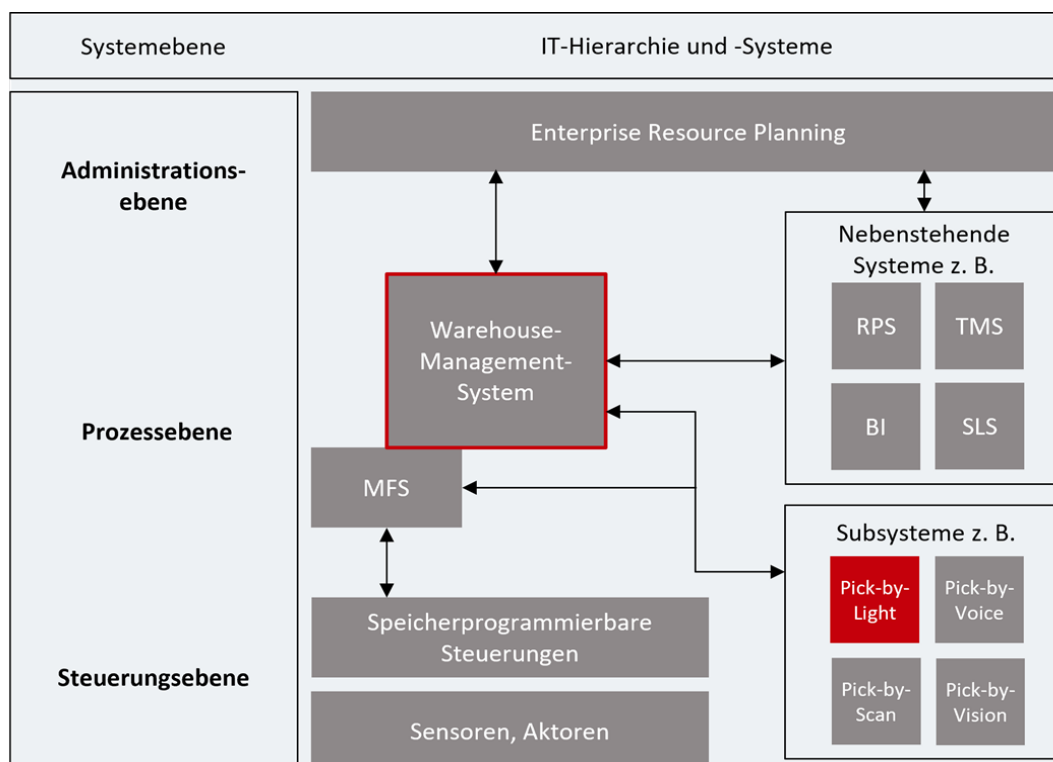 Systemebene
IT-Hierarchie und -Systeme
Administrations-
ebene
Prozessebene
Steuerungsebene
Enterprise Resource Planning
Warehouse-
Management-
System
MFS
Speicherprogrammierbare
Steuerungen
Sensoren, Aktoren
Nebenstehende
Systeme z. B.
RPS
TMS
BI
SLS
Subsysteme z. B.
Pick-by-
Light
Pick-by-
Voice
Pick-by-
Scan
Pick-by-
Vision